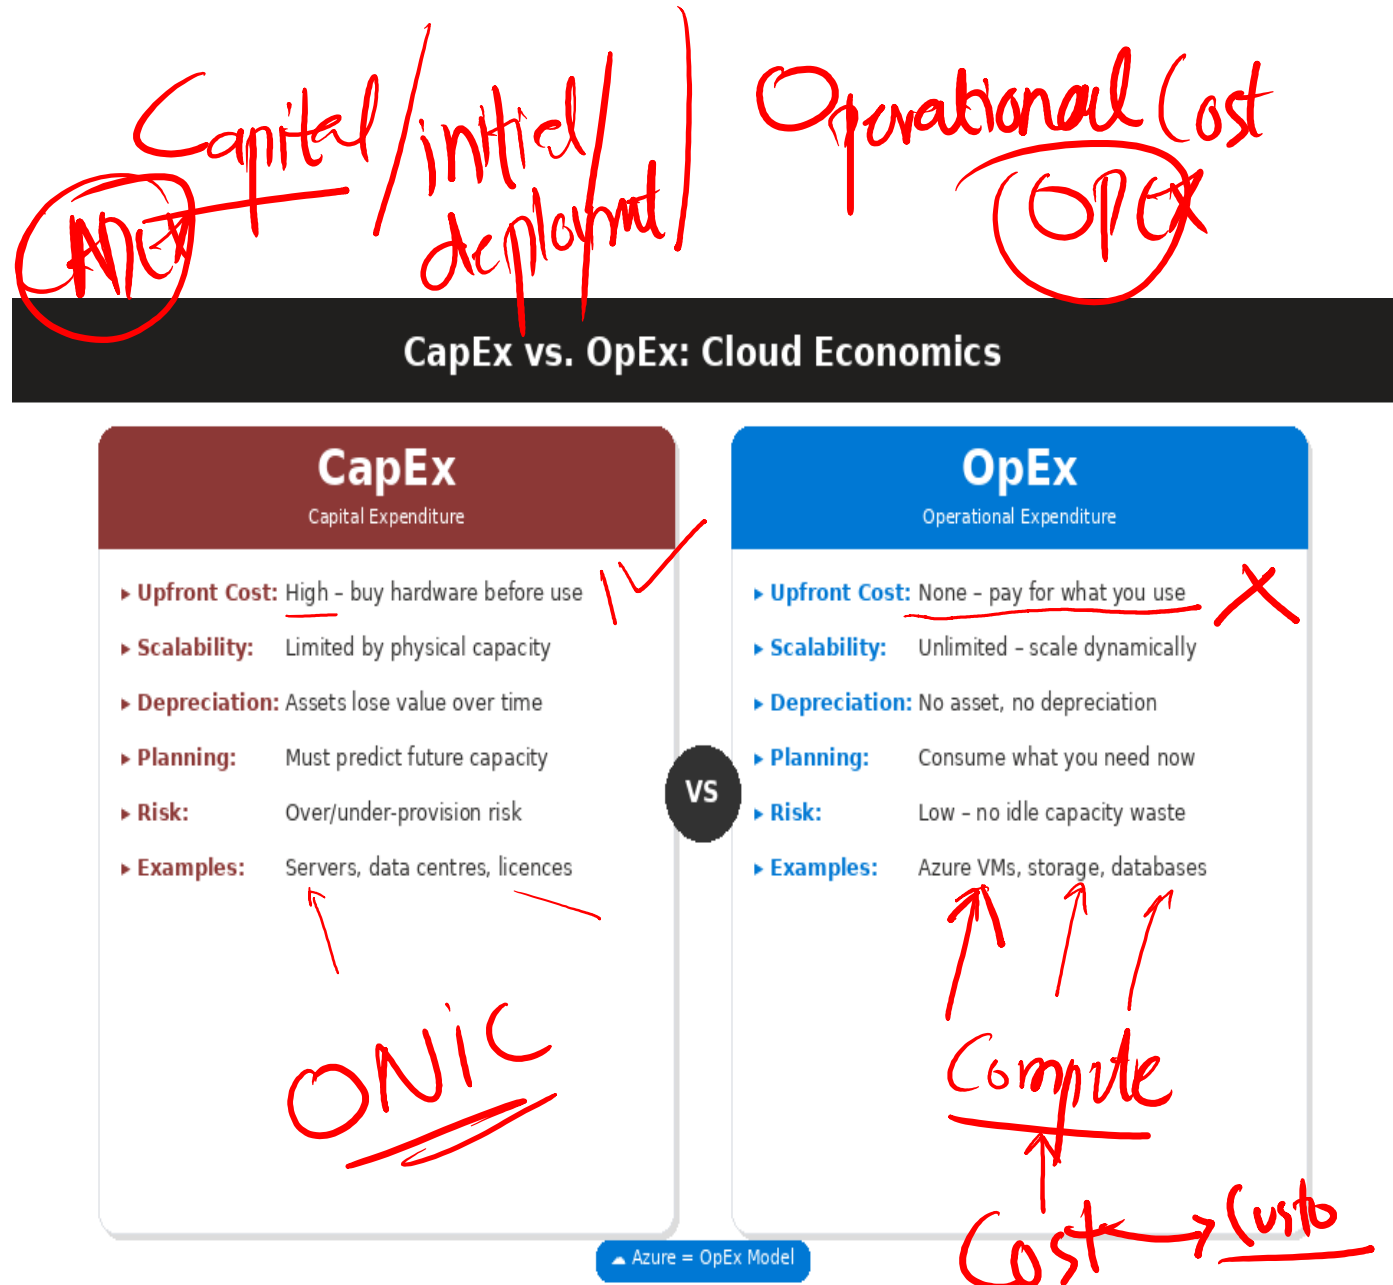 Capital / initial / Operational Cost
CAPEX deployment OPEX
CapEx vs. OpEx: Cloud Economics
CapEx
Capital Expenditure
▸ Upfront Cost: High – buy hardware before use
▸ Scalability: Limited by physical capacity
▸ Depreciation: Assets lose value over time
▸ Planning: Must predict future capacity
▸ Risk: Over/under-provision risk
▸ Examples: Servers, data centres, licences
ONiC
VS
OpEx
Operational Expenditure
▸ Upfront Cost: None – pay for what you use
▸ Scalability: Unlimited – scale dynamically
▸ Depreciation: No asset, no depreciation
▸ Planning: Consume what you need now
▸ Risk: Low – no idle capacity waste
▸ Examples: Azure VMs, storage, databases
Compute
Cost Custo
☁ Azure = OpEx Model